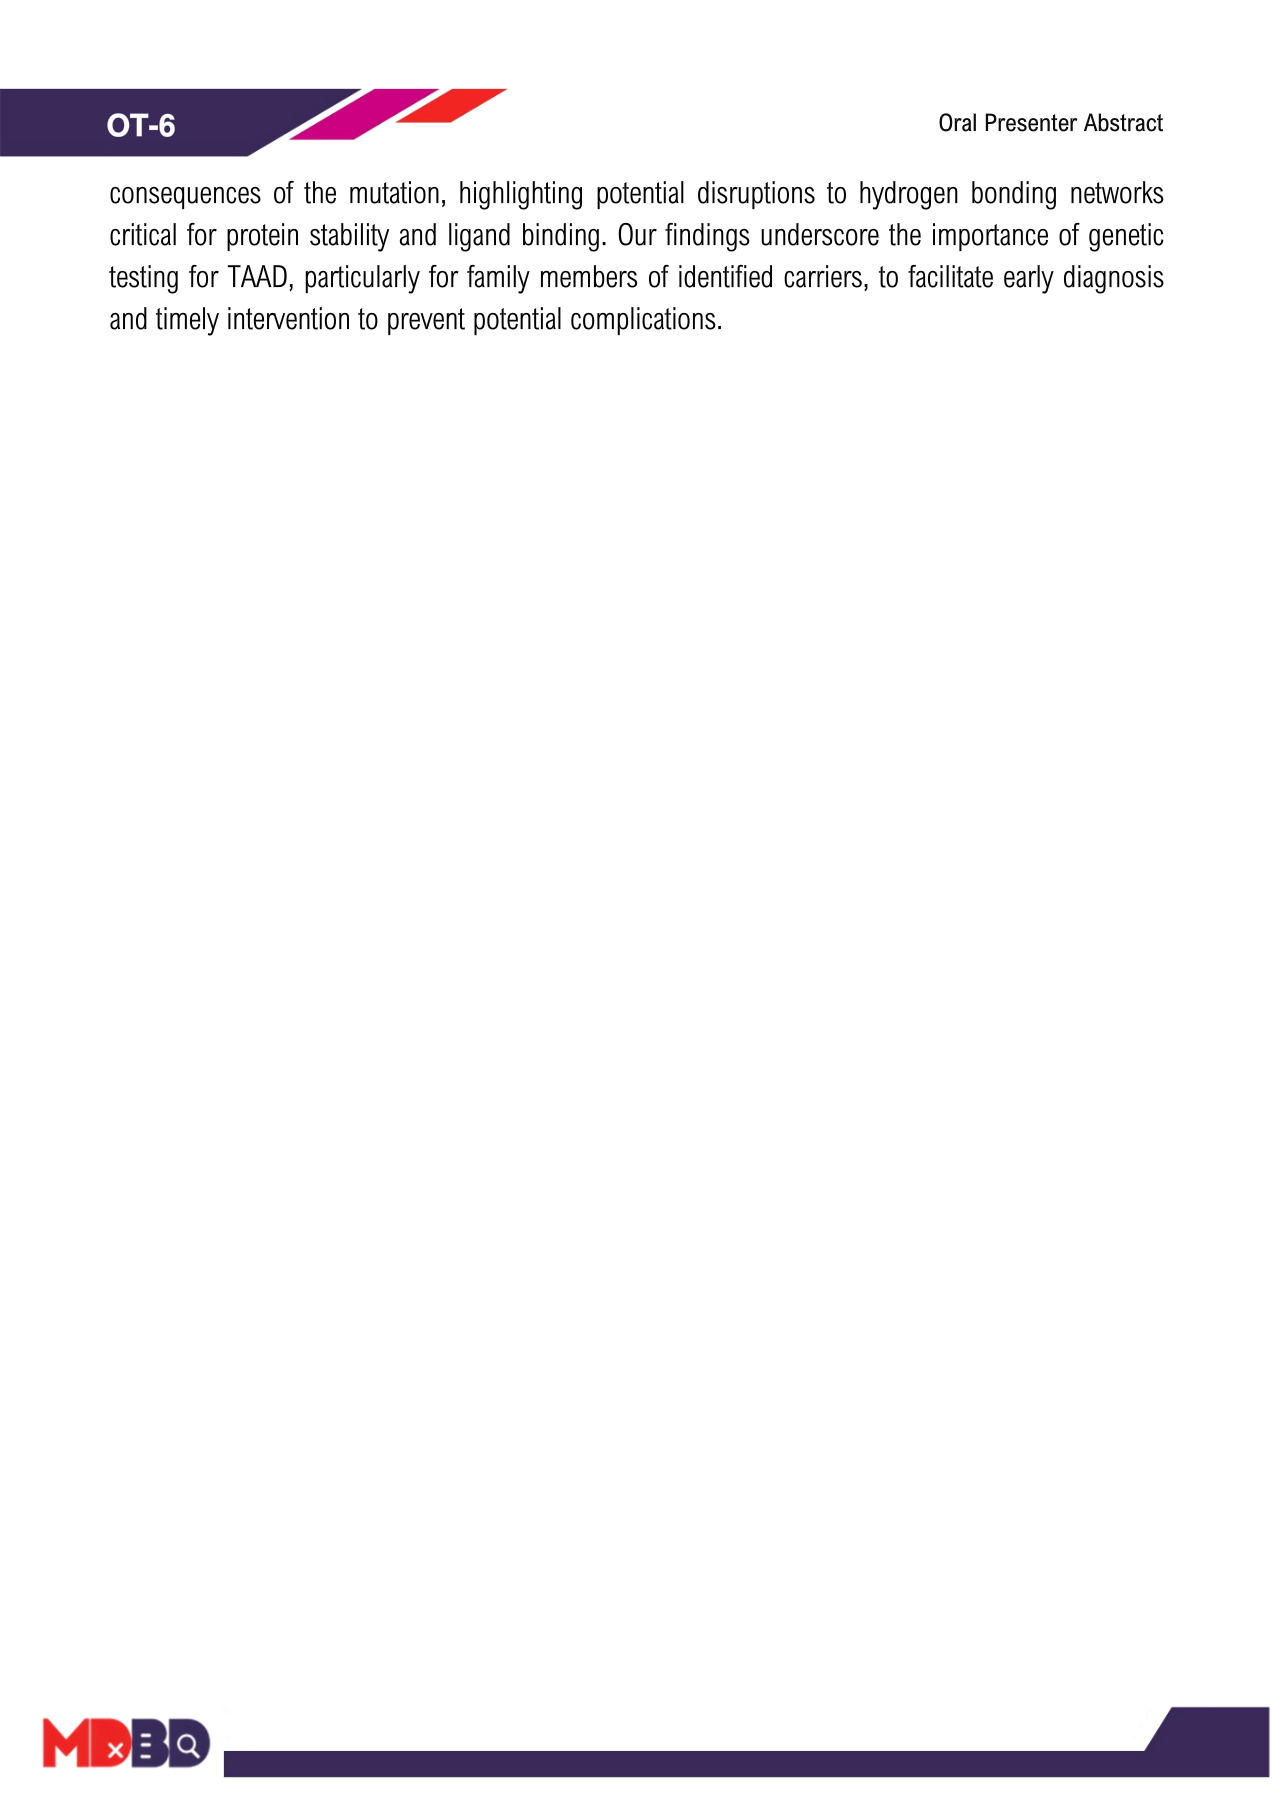 OT-6
Oral Presenter Abstract
consequences of the mutation, highlighting potential disruptions to hydrogen bonding networks
critical for protein stability and ligand binding. Our findings underscore the importance of genetic
testing for TAAD, particularly for family members of identified carriers, to facilitate early diagnosis
and timely intervention to prevent potential complications.
MDxBD